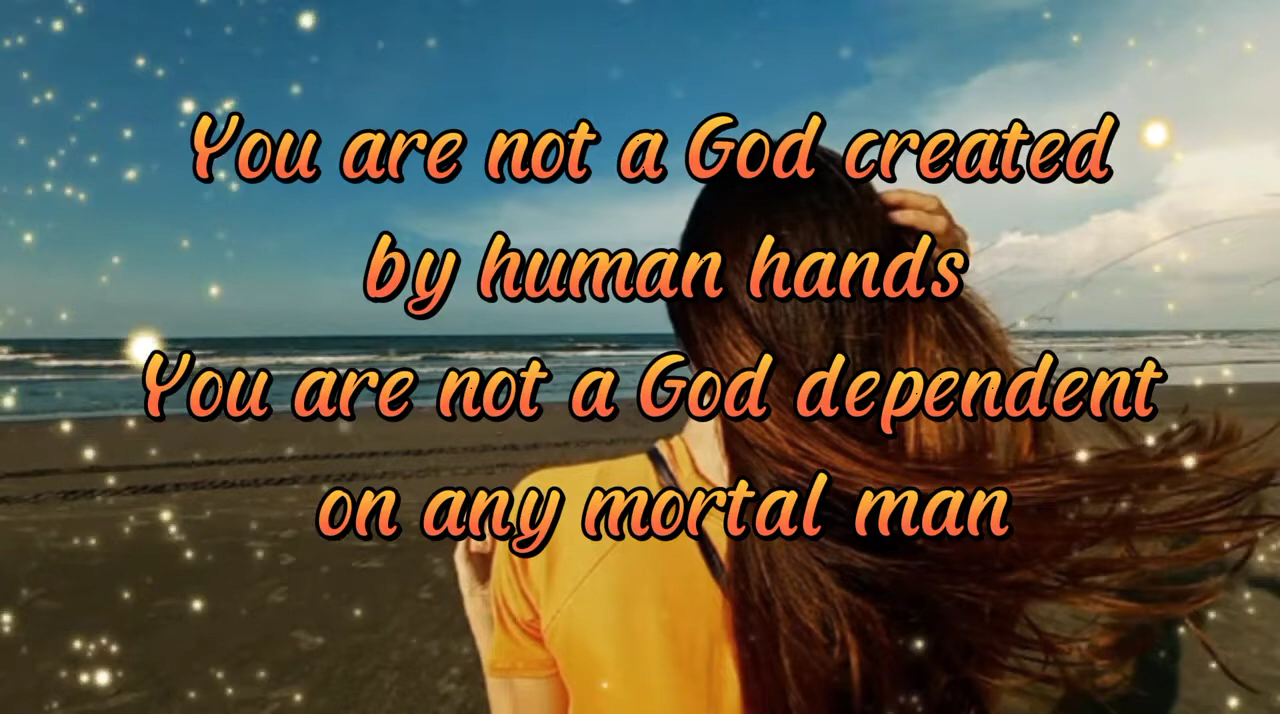 You are not a God created
by human hands
You are not a God dependent
on any mortal man